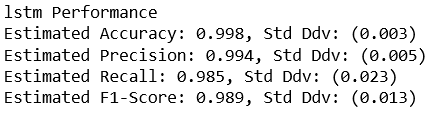 lstm Performance
Estimated Accuracy: 0.998, Std Ddv: (0.003)
Estimated Precision: 0.994, Std Ddv: (0.005)
Estimated Recall: 0.985, Std Ddv: (0.023)
Estimated F1-Score: 0.989, Std Ddv: (0.013)